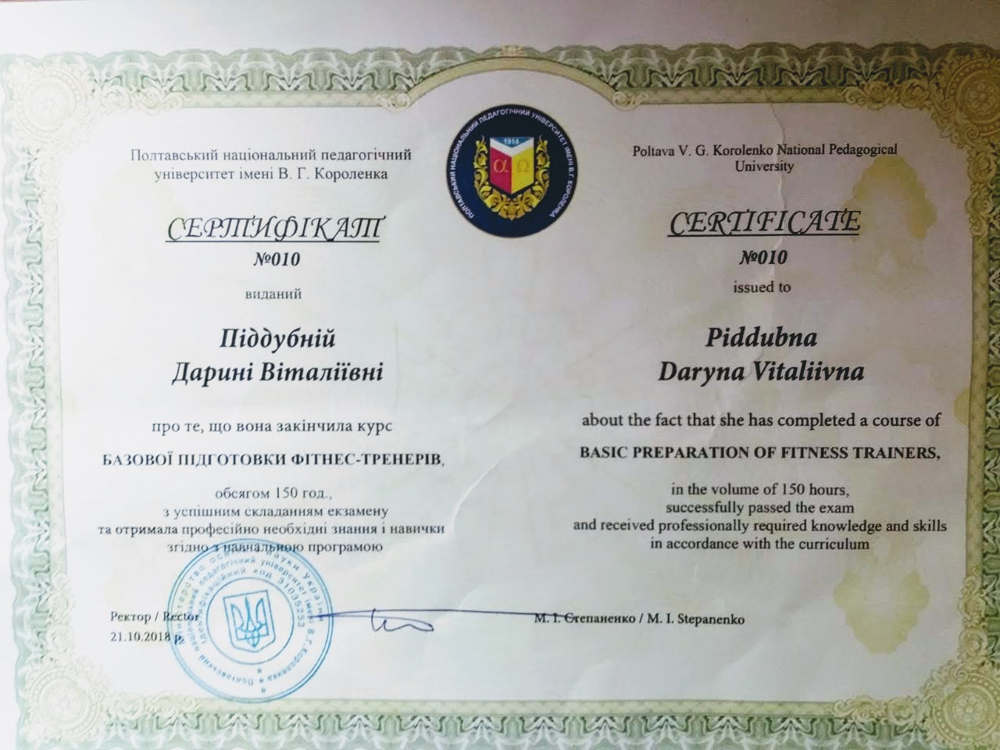 ПОЛТАВСЬКИЙ НАЦІОНАЛЬНИЙ ПЕДАГОГІЧНИЙ УНІВЕРСИТЕТ ІМЕНІ В.Г. КОРОЛЕНКА
1914
α Ω
Полтавський національний педагогічний
університет імені В. Г. Короленка
СЕРТИФІКАТ
№010
виданий
Піддубній
Дарині Віталіївні
про те, що вона закінчила курс
БАЗОВОЇ ПІДГОТОВКИ ФІТНЕС-ТРЕНЕРІВ,
обсягом 150 год.,
з успішним складанням екзамену
та отримала професійно необхідні знання і навички
згідно з навчальною програмою
Poltava V. G. Korolenko National Pedagogical
University
CERTIFICATE
№010
issued to
Piddubna
Daryna Vitaliivna
about the fact that she has completed a course of
BASIC PREPARATION OF FITNESS TRAINERS,
in the volume of 150 hours,
successfully passed the exam
and received professionally required knowledge and skills
in accordance with the curriculum
Ректор / Rector
М. І. Степаненко / M. I. Stepanenko
21.10.2018 р.
Міністерство освіти і науки України
Полтавський національний педагогічний університет імені В.Г.Короленка
Ідентифікаційний код 31035253